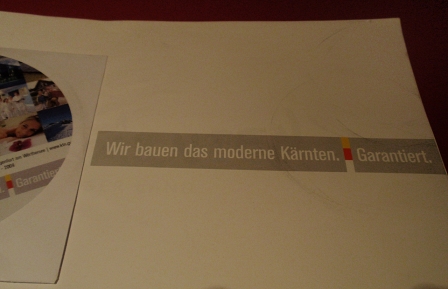 Wir bauen das moderne Kärnten. Garantiert.
Garantiert